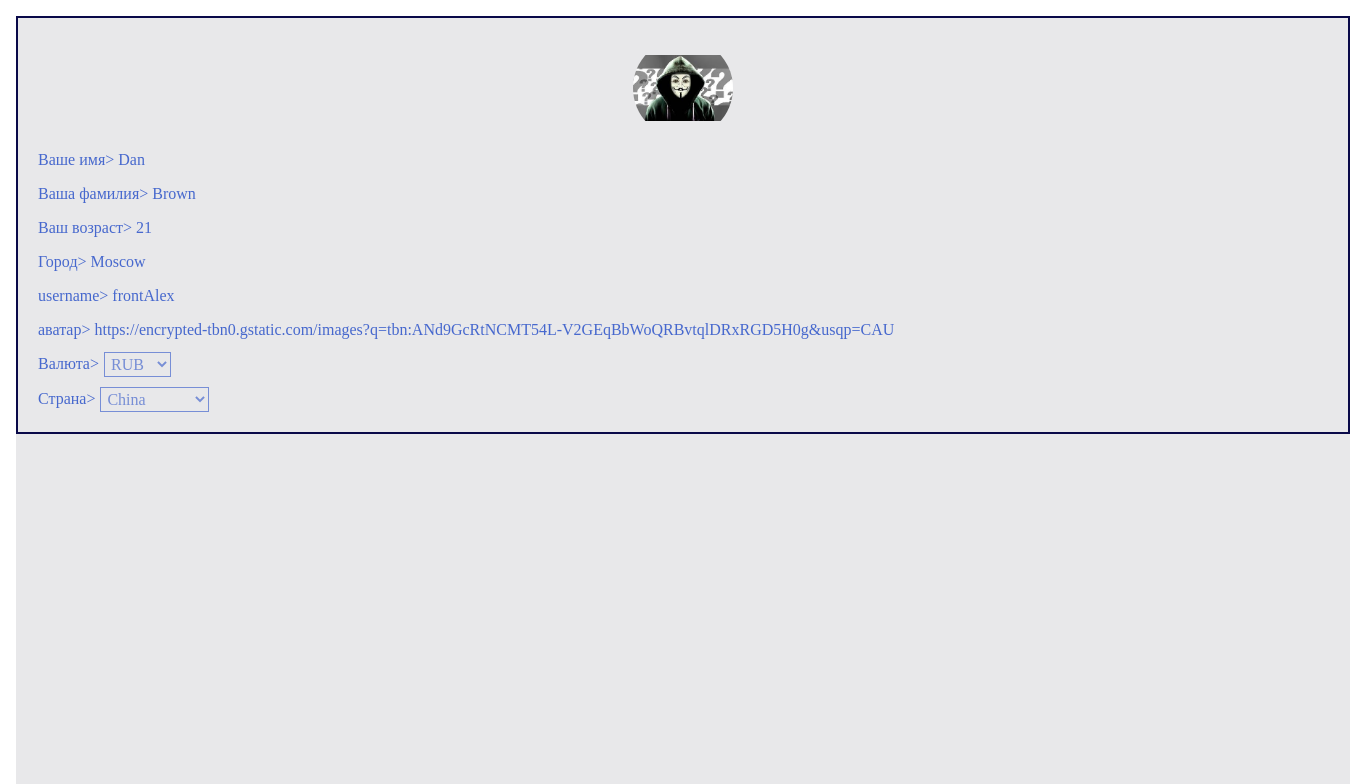 Ваше имя> Dan
Ваша фамилия> Brown
Ваш возраст> 21
Город> Moscow
username> frontAlex
аватар> https://encrypted-tbn0.gstatic.com/images?q=tbn:ANd9GcRtNCMT54L-V2GEqBbWoQRBvtqlDRxRGD5H0g&usqp=CAU
Валюта> RUB
Страна> China